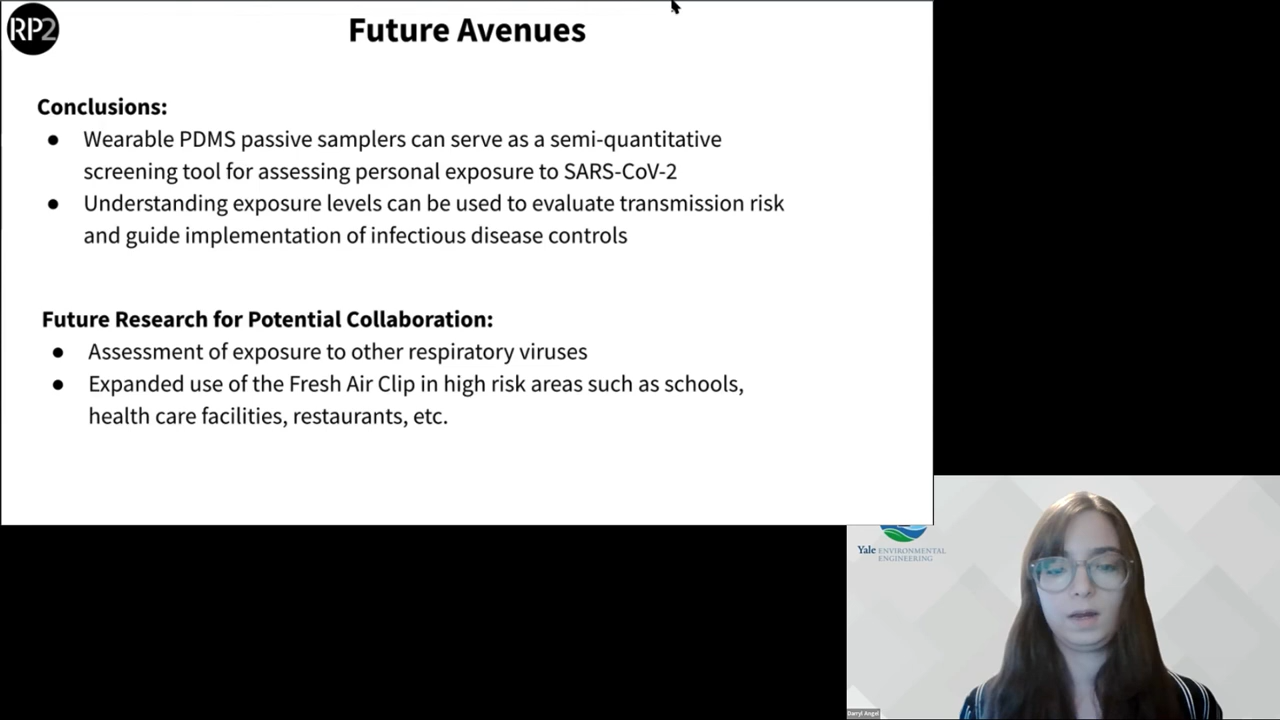 RP2
Future Avenues
Conclusions:
● Wearable PDMS passive samplers can serve as a semi-quantitative
screening tool for assessing personal exposure to SARS-CoV-2
● Understanding exposure levels can be used to evaluate transmission risk
and guide implementation of infectious disease controls
Future Research for Potential Collaboration:
● Assessment of exposure to other respiratory viruses
● Expanded use of the Fresh Air Clip in high risk areas such as schools,
health care facilities, restaurants, etc.
Yale ENVIRONMENTAL
ENGINEERING
Darryl Angel